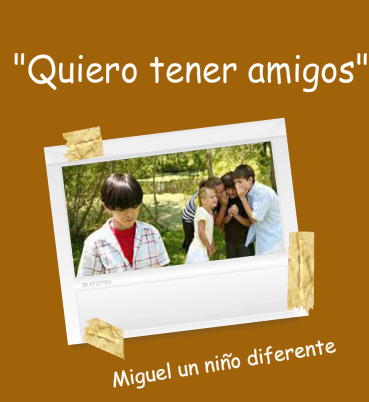 "Quiero tener amigos"
Miguel un niño diferente